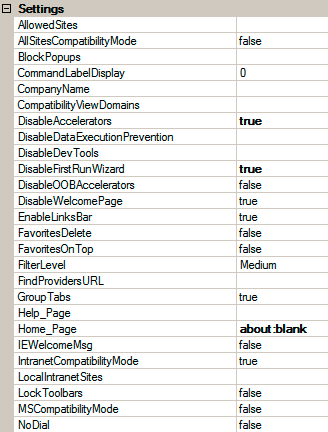 Settings
AllowedSites
AllSitesCompatibilityMode false
BlockPopups
CommandLabelDisplay 0
CompanyName
CompatibilityViewDomains
DisableAccelerators true
DisableDataExecutionPrevention
DisableDevTools
DisableFirstRunWizard true
DisableOOBAccelerators false
DisableWelcomePage true
EnableLinksBar true
FavoritesDelete false
FavoritesOnTop false
FilterLevel Medium
FindProvidersURL
GroupTabs true
Help_Page
Home_Page about:blank
IEWelcomeMsg false
IntranetCompatibilityMode true
LocalIntranetSites
LockToolbars false
MSCompatibilityMode false
NoDial false